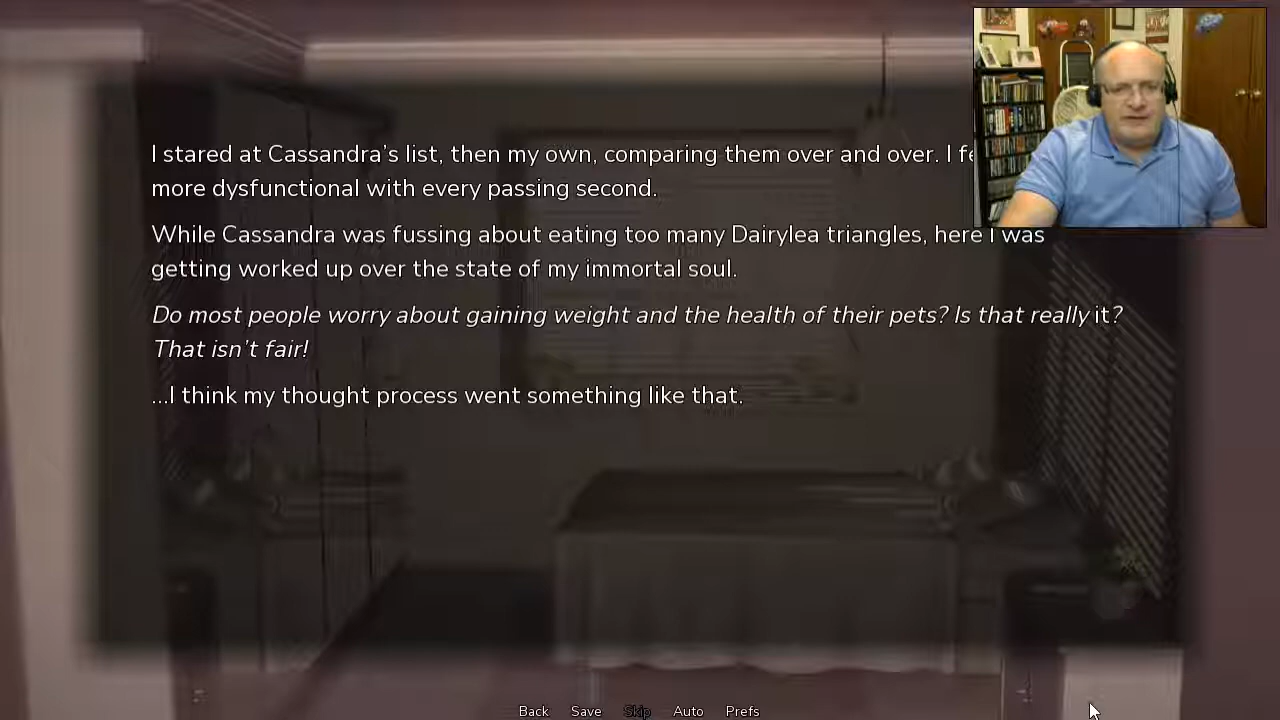 I stared at Cassandra's list, then my own, comparing them over and over. I
more dysfunctional with every passing second.
While Cassandra was fussing about eating too many Dairylea triangles, here I was
getting worked up over the state of my immortal soul.
Do most people worry about gaining weight and the health of their pets? Is that really it?
That isn't fair!
...I think my thought process went something like that.
Back Save Skip Auto Prefs